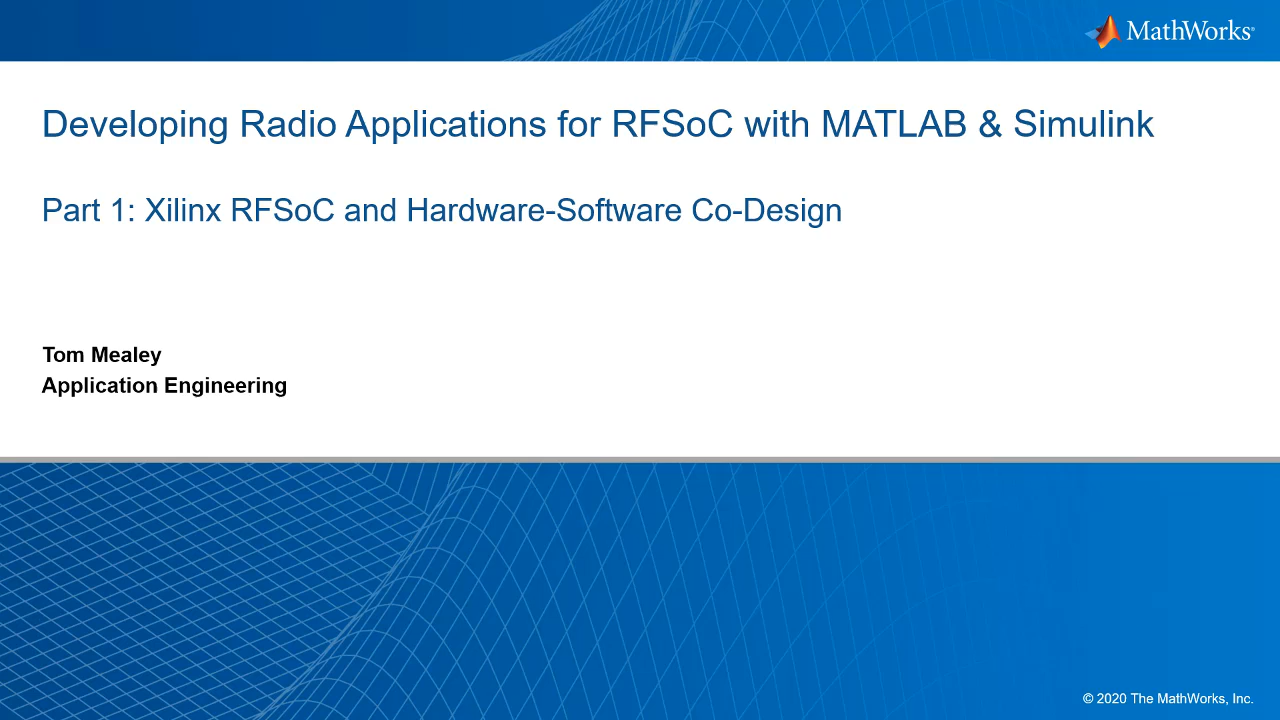 MathWorks®
Developing Radio Applications for RFSoC with MATLAB & Simulink
Part 1: Xilinx RFSoC and Hardware-Software Co-Design
Tom Mealey
Application Engineering
© 2020 The MathWorks, Inc.